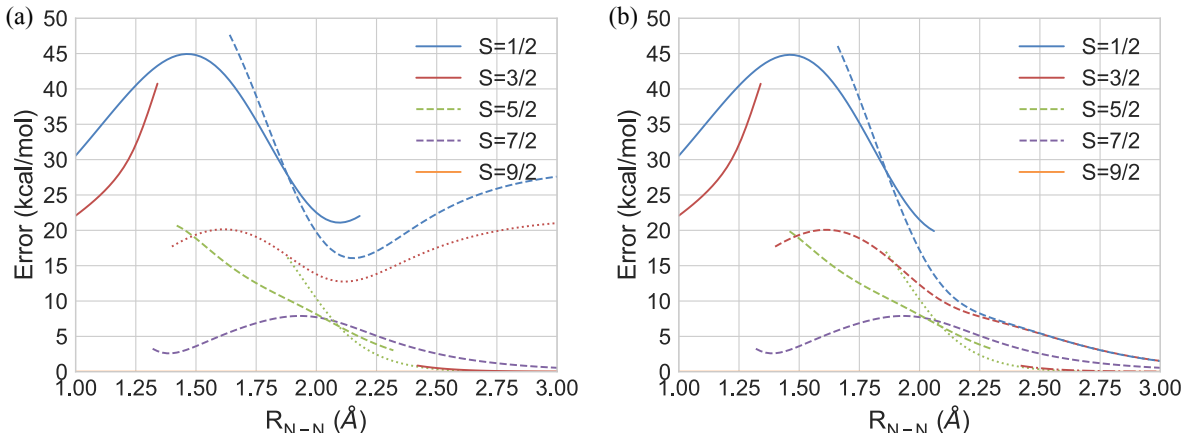 (a)
50
45
40
35
30
25
20
15
10
5
0
Error (kcal/mol)
S=1/2
S=3/2
S=5/2
S=7/2
S=9/2
1.00 1.25 1.50 1.75 2.00 2.25 2.50 2.75 3.00
R_N−N (Å)
(b)
50
45
40
35
30
25
20
15
10
5
0
Error (kcal/mol)
S=1/2
S=3/2
S=5/2
S=7/2
S=9/2
1.00 1.25 1.50 1.75 2.00 2.25 2.50 2.75 3.00
R_N−N (Å)